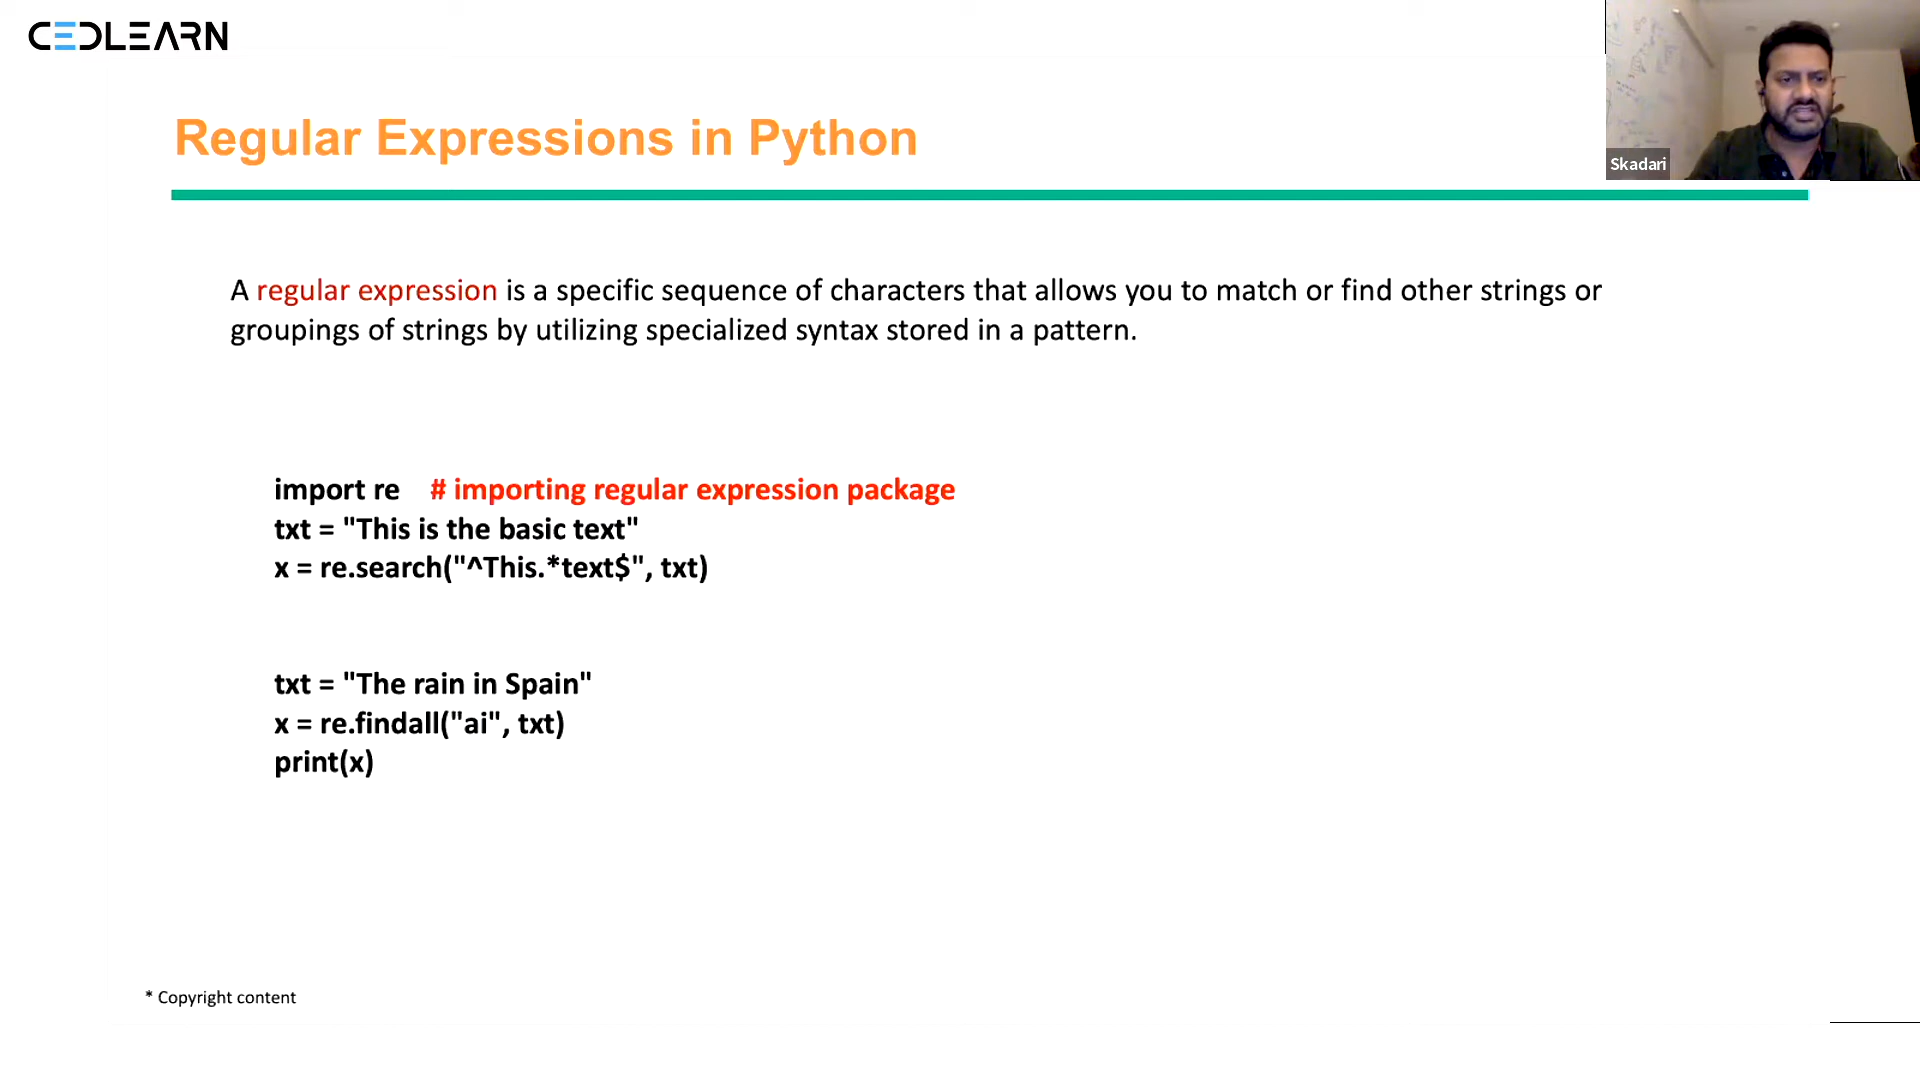 CEDLEARN
Skadari
Regular Expressions in Python
A regular expression is a specific sequence of characters that allows you to match or find other strings or
groupings of strings by utilizing specialized syntax stored in a pattern.
import re # importing regular expression package
txt = "This is the basic text"
x = re.search("^This.*text$", txt)
txt = "The rain in Spain"
x = re.findall("ai", txt)
print(x)
* Copyright content